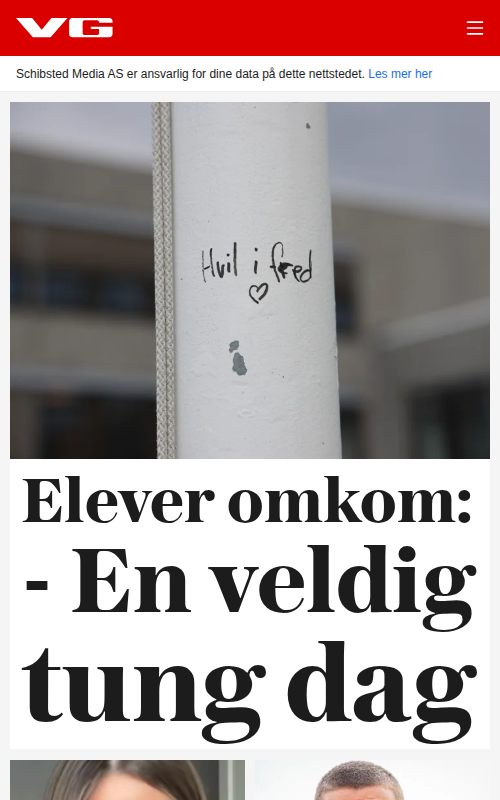 VG
Schibsted Media AS er ansvarlig for dine data på dette nettstedet. Les mer her
Hvil i fred
Elever omkom:
- En veldig
tung dag